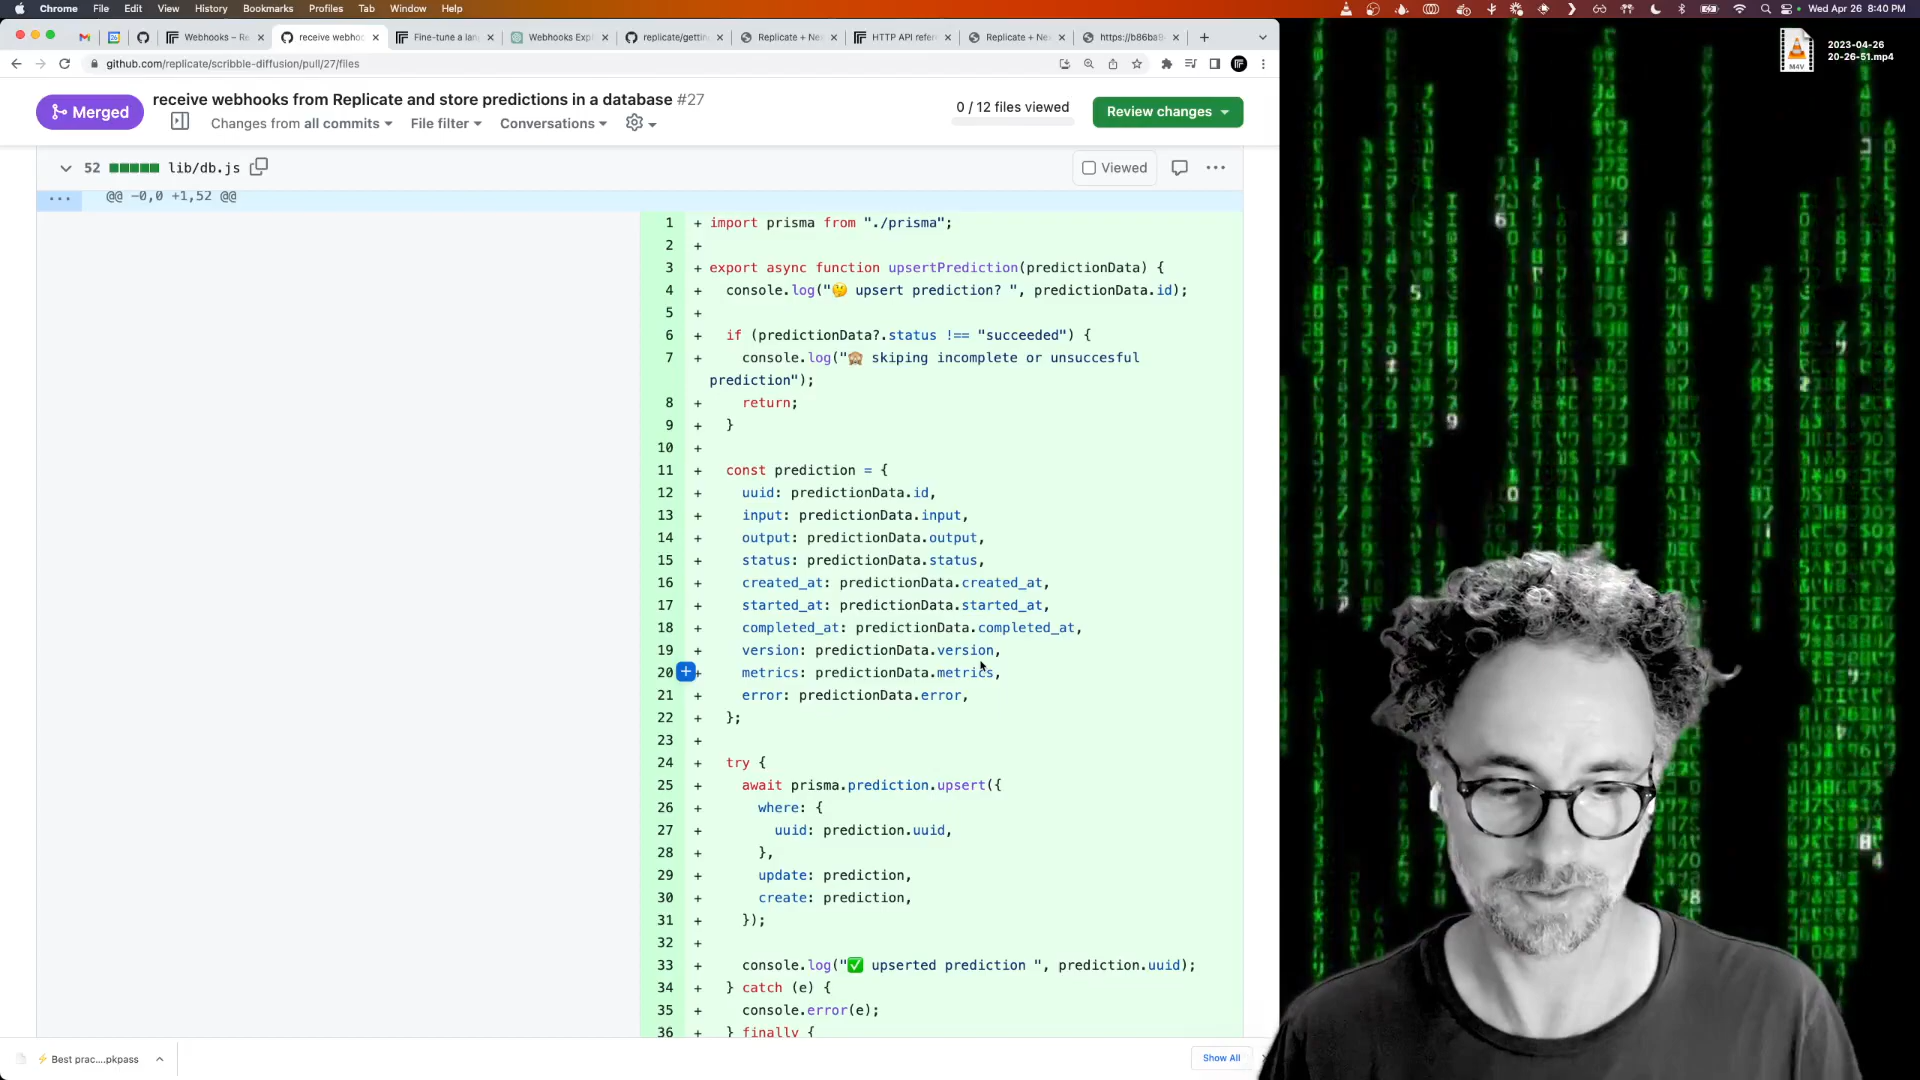 Chrome File Edit View History Bookmarks Profiles Tab Window Help
Wed Apr 26 8:40 PM
Webhooks – Re
receive webhoo
Fine-tune a lan
Webhooks Expl
replicate/gettin
Replicate + Ne
HTTP API refer
Replicate + Ne
https://b86ba9
github.com/replicate/scribble-diffusion/pull/27/files
2023-04-26
20-26-51.mp4
M4V
Merged
receive webhooks from Replicate and store predictions in a database #27
Changes from all commits
File filter
Conversations
0 / 12 files viewed
Review changes
52 lib/db.js
Viewed
@@ -0,0 +1,52 @@
1 + import prisma from "./prisma";
2 +
3 + export async function upsertPrediction(predictionData) {
4 + console.log("🤔 upsert prediction? ", predictionData.id);
5 +
6 + if (predictionData?.status !== "succeeded") {
7 + console.log("🙈 skiping incomplete or unsuccesful
prediction");
8 + return;
9 + }
10 +
11 + const prediction = {
12 + uuid: predictionData.id,
13 + input: predictionData.input,
14 + output: predictionData.output,
15 + status: predictionData.status,
16 + created_at: predictionData.created_at,
17 + started_at: predictionData.started_at,
18 + completed_at: predictionData.completed_at,
19 + version: predictionData.version,
20 + metrics: predictionData.metrics,
21 + error: predictionData.error,
22 + };
23 +
24 + try {
25 + await prisma.prediction.upsert({
26 + where: {
27 + uuid: prediction.uuid,
28 + },
29 + update: prediction,
30 + create: prediction,
31 + });
32 +
33 + console.log("✅ upserted prediction ", prediction.uuid);
34 + } catch (e) {
35 + console.error(e);
36 + } finally {
⚡ Best prac....pkpass
Show All